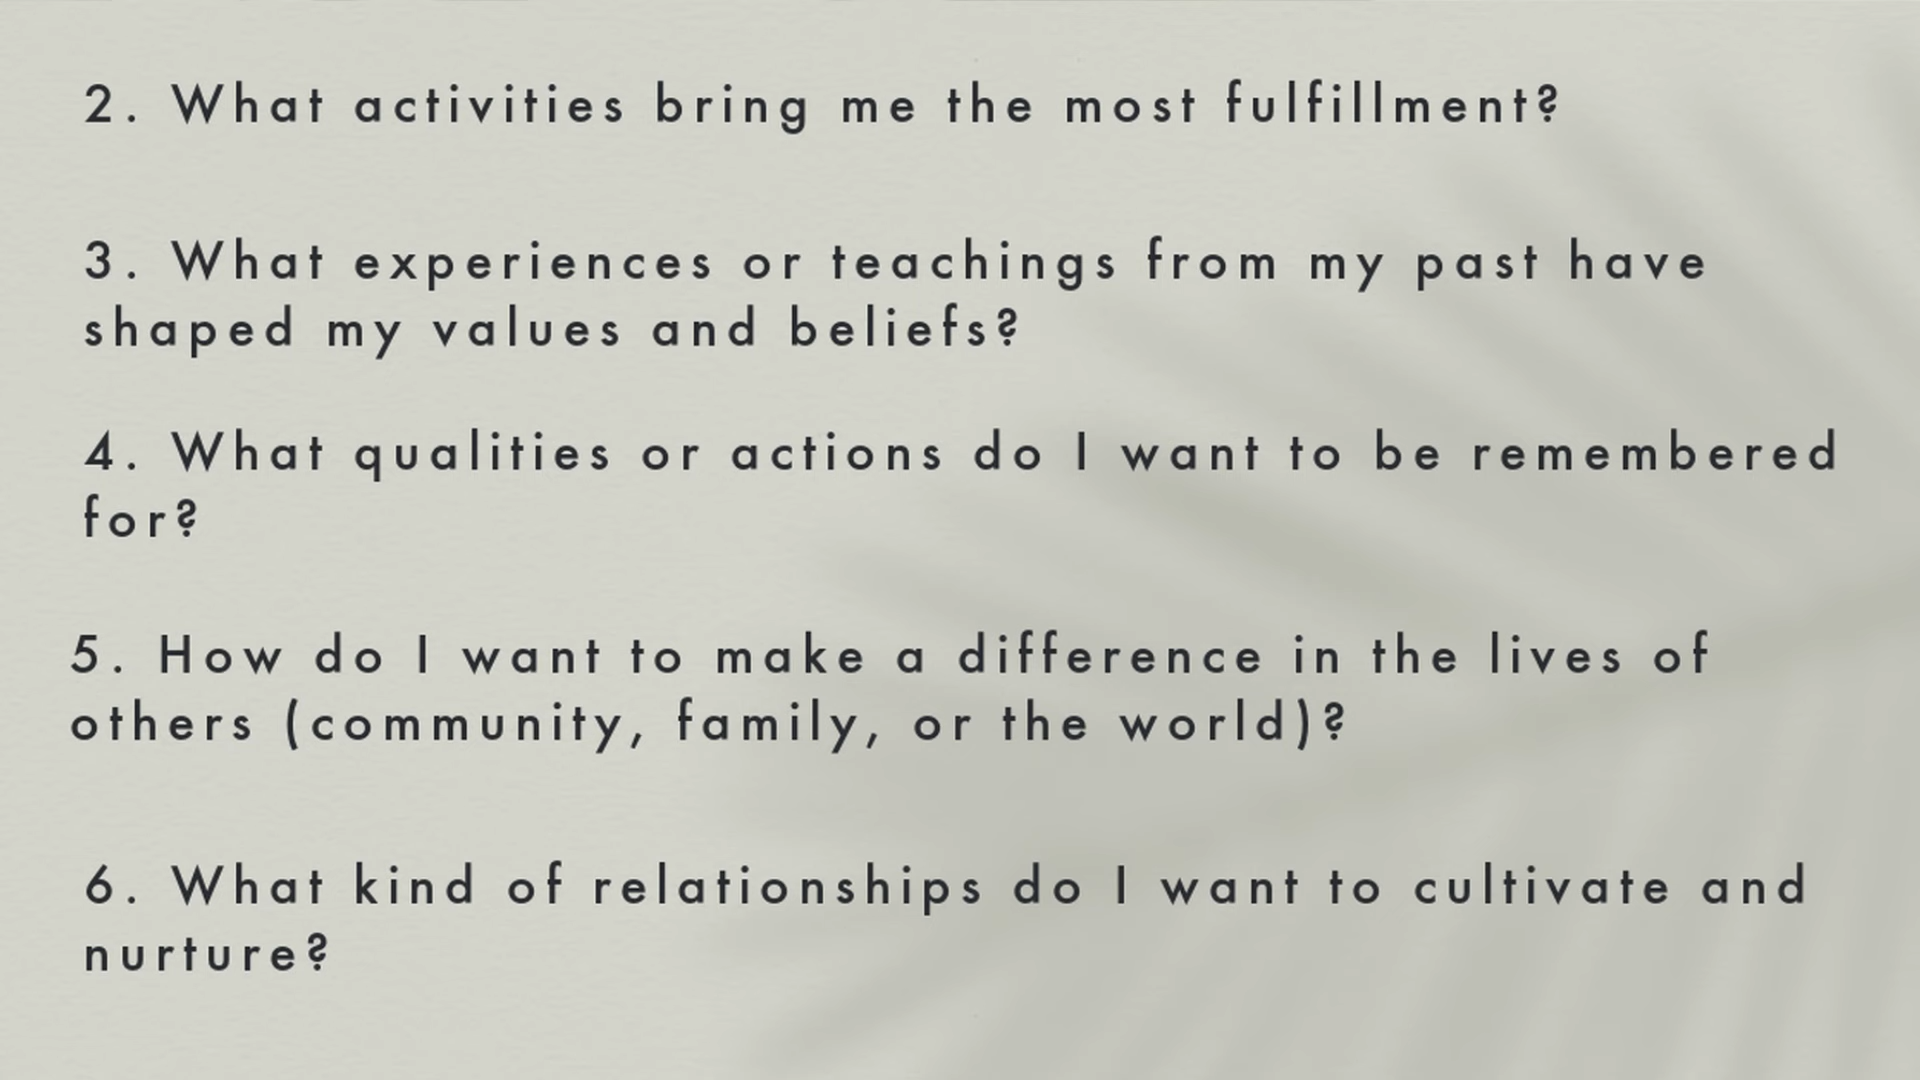 2. What activities bring me the most fulfillment?
3. What experiences or teachings from my past have
shaped my values and beliefs?
4. What qualities or actions do I want to be remembered
for?
5. How do I want to make a difference in the lives of
others (community, family, or the world)?
6. What kind of relationships do I want to cultivate and
nurture?